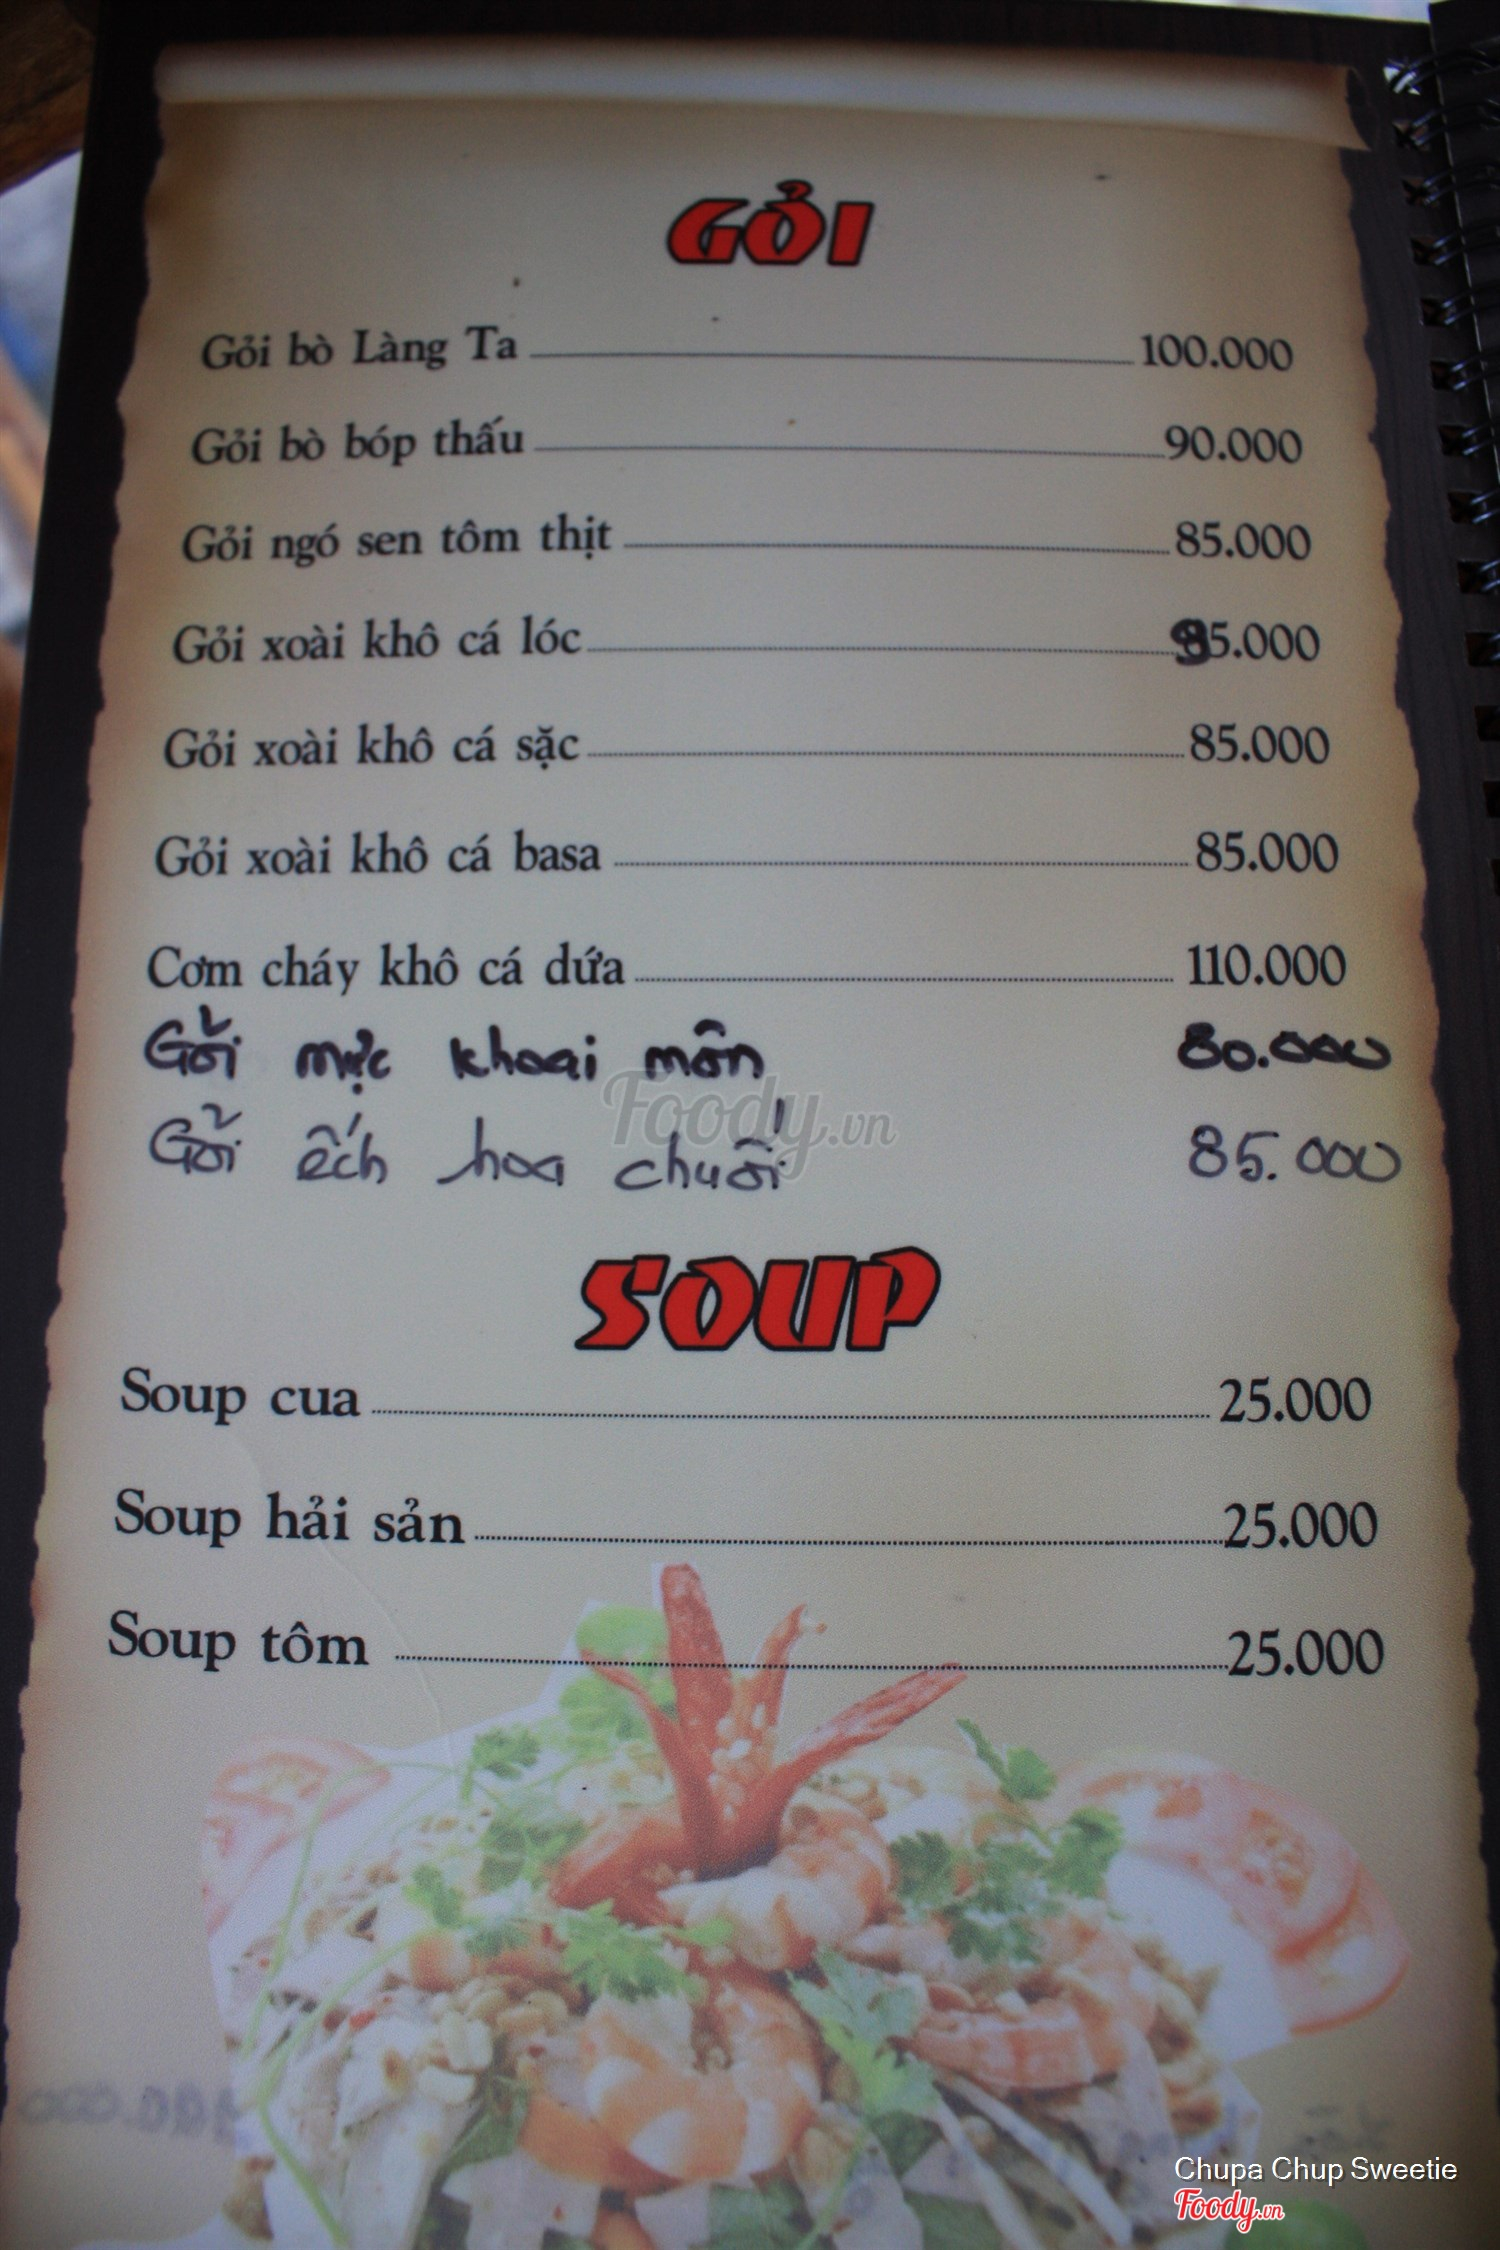 GỎI
Gỏi bò Làng Ta 100.000
Gỏi bò bóp thấu 90.000
Gỏi ngó sen tôm thịt 85.000
Gỏi xoài khô cá lóc 95.000
Gỏi xoài khô cá sặc 85.000
Gỏi xoài khô cá basa 85.000
Cơm cháy khô cá dứa 110.000
Gỏi mực khoai môn 80.000
Foody.vn
Gỏi ếch hoa chuối 85.000
SOUP
Soup cua 25.000
Soup hải sản 25.000
Soup tôm 25.000
Chupa Chup Sweetie
Foody.vn